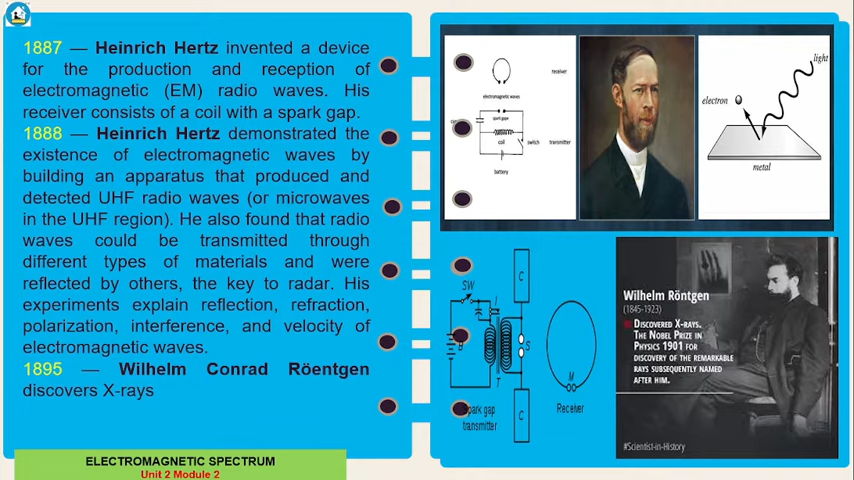 1887 — Heinrich Hertz invented a device
for the production and reception of
electromagnetic (EM) radio waves. His
receiver consists of a coil with a spark gap.
1888 — Heinrich Hertz demonstrated the
existence of electromagnetic waves by
building an apparatus that produced and
detected UHF radio waves (or microwaves
in the UHF region). He also found that radio
waves could be transmitted through
different types of materials and were
reflected by others, the key to radar. His
experiments explain reflection, refraction,
polarization, interference, and velocity of
electromagnetic waves.
1895 — Wilhelm Conrad Röentgen
discovers X-rays
ELECTROMAGNETIC SPECTRUM
Unit 2 Module 2
receiver
electromagnetic waves
spark gap
coil
switch
transmitter
battery
light
electron
metal
SW
I
C
B
S
T
C
M
Spark gap
transmitter
Receiver
Wilhelm Röntgen
(1845-1923)
DISCOVERED X-RAYS.
THE NOBEL PRIZE IN
PHYSICS 1901 FOR
DISCOVERY OF THE REMARKABLE
RAYS SUBSEQUENTLY NAMED
AFTER HIM.
#Scientist-in-History